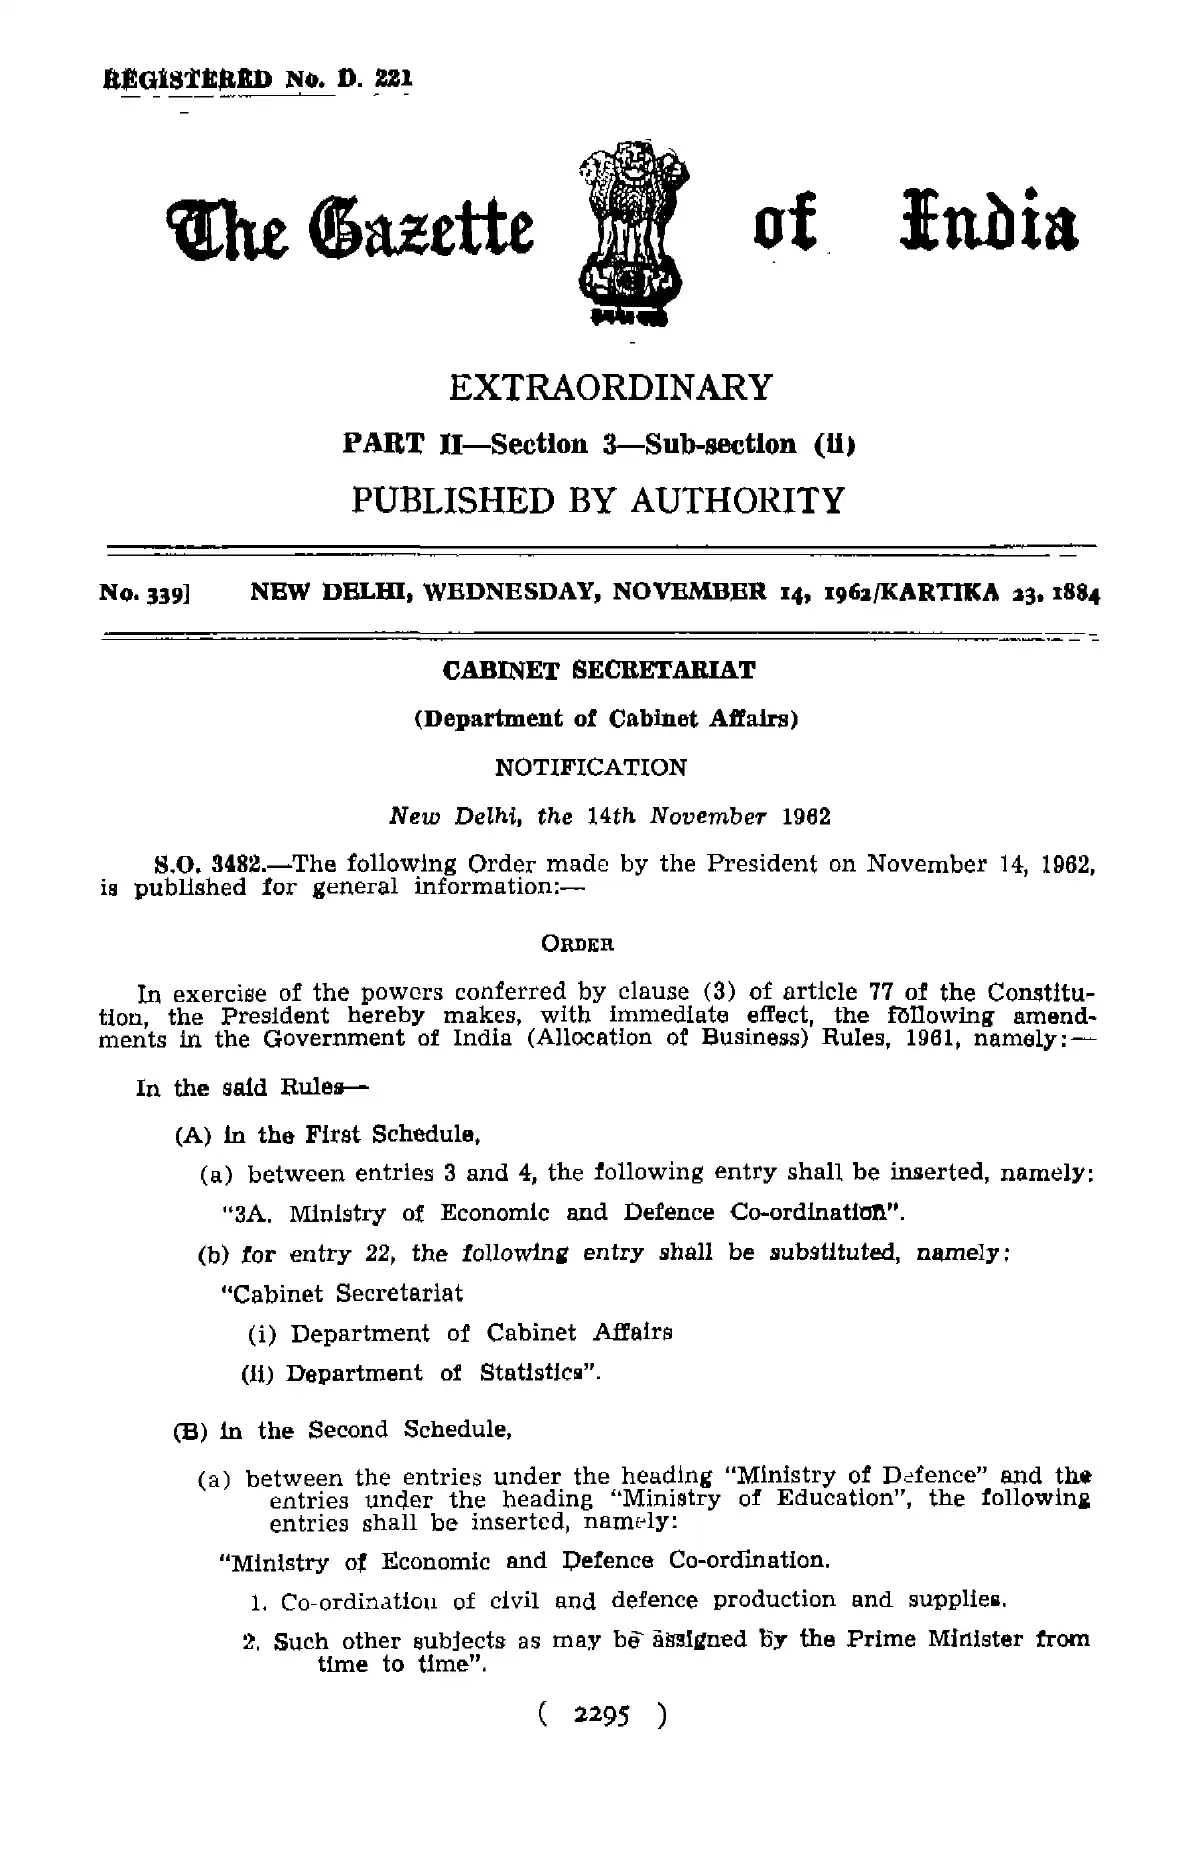 REGISTERED No. D. 221
The Gazette of India
EXTRAORDINARY
PART II—Section 3—Sub-section (ii)
PUBLISHED BY AUTHORITY
No. 339] NEW DELHI, WEDNESDAY, NOVEMBER 14, 1962/KARTIKA 23, 1884
CABINET SECRETARIAT
(Department of Cabinet Affairs)
NOTIFICATION
New Delhi, the 14th November 1962
S.O. 3482.—The following Order made by the President on November 14, 1962,
is published for general information:—
ORDER
In exercise of the powers conferred by clause (3) of article 77 of the Constitu-
tion, the President hereby makes, with immediate effect, the following amend-
ments in the Government of India (Allocation of Business) Rules, 1961, namely:—
In the said Rules—
(A) in the First Schedule,
(a) between entries 3 and 4, the following entry shall be inserted, namely:
"3A. Ministry of Economic and Defence Co-ordination".
(b) for entry 22, the following entry shall be substituted, namely:
"Cabinet Secretariat
(i) Department of Cabinet Affairs
(ii) Department of Statistics".
(B) in the Second Schedule,
(a) between the entries under the heading "Ministry of Defence" and the
entries under the heading "Ministry of Education", the following
entries shall be inserted, namely:
"Ministry of Economic and Defence Co-ordination.
1. Co-ordination of civil and defence production and supplies.
2. Such other subjects as may be assigned by the Prime Minister from
time to time".
( 2295 )